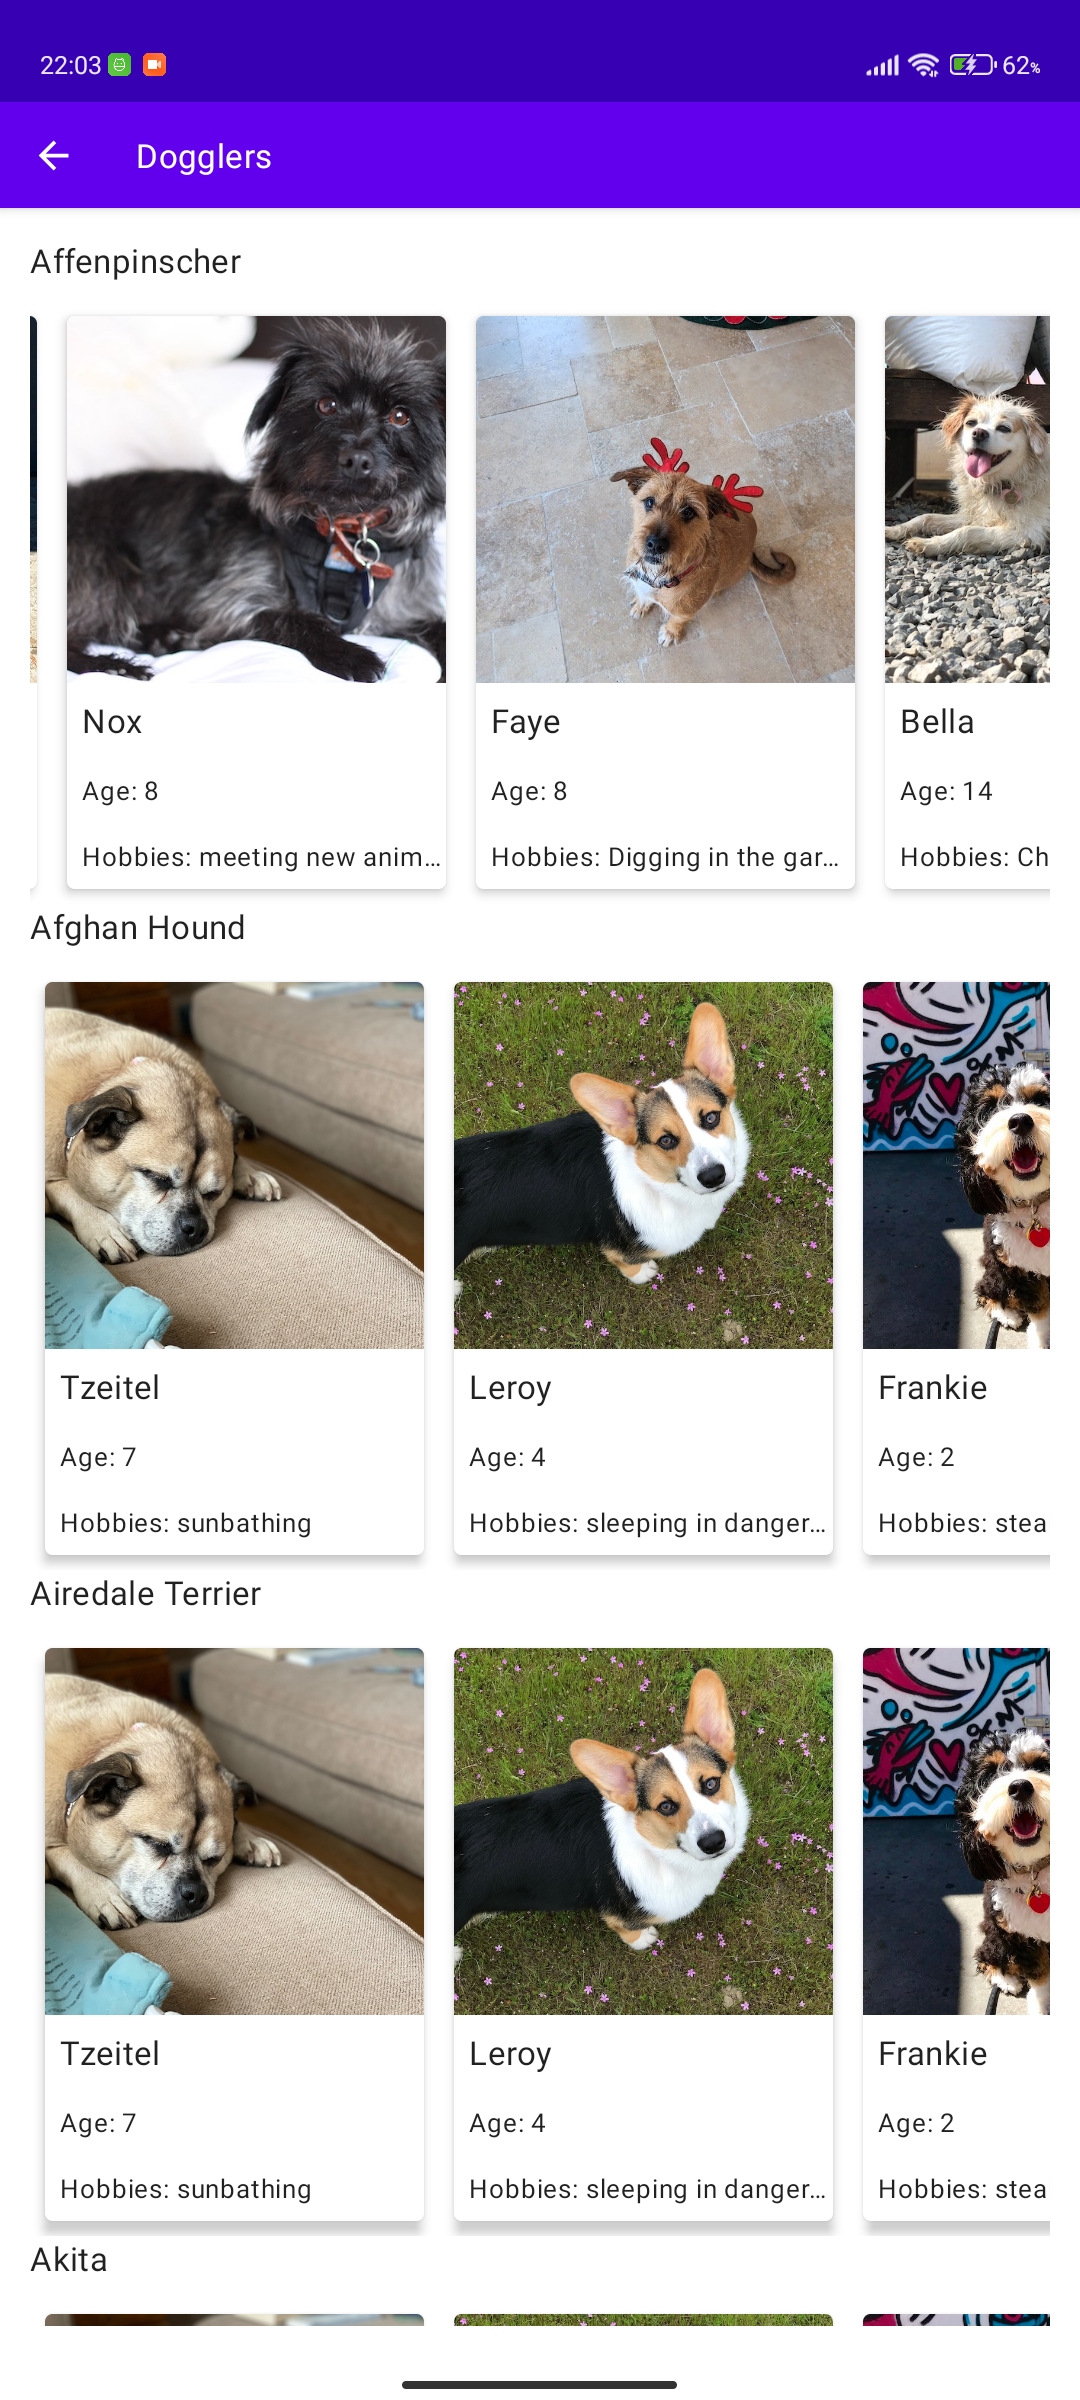 22:03
62%
Dogglers
Affenpinscher
Nox
Age: 8
Hobbies: meeting new anim...
Faye
Age: 8
Hobbies: Digging in the gar...
Bella
Age: 14
Hobbies: Ch
Afghan Hound
Tzeitel
Age: 7
Hobbies: sunbathing
Leroy
Age: 4
Hobbies: sleeping in danger...
Frankie
Age: 2
Hobbies: stea
Airedale Terrier
Tzeitel
Age: 7
Hobbies: sunbathing
Leroy
Age: 4
Hobbies: sleeping in danger...
Frankie
Age: 2
Hobbies: stea
Akita